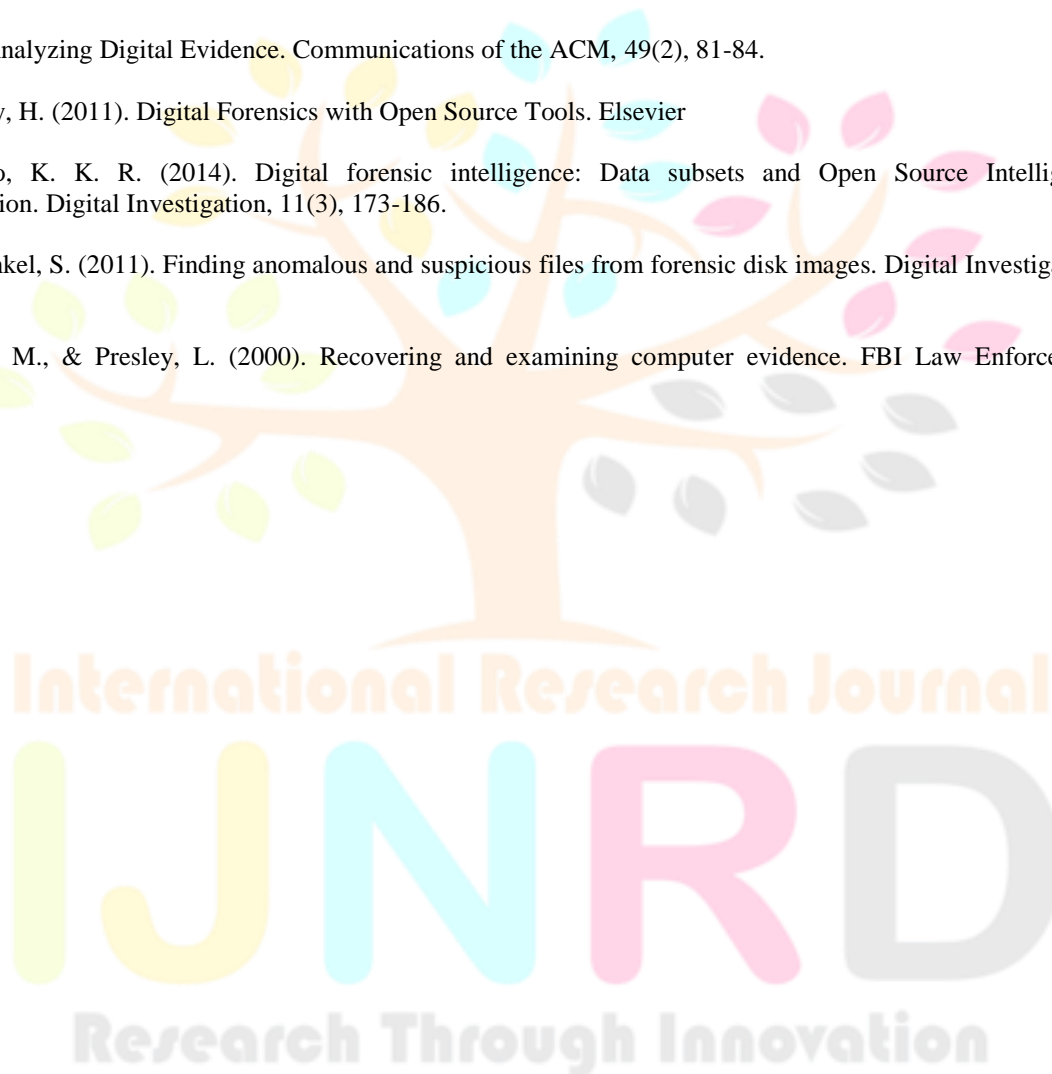 nalyzing Digital Evidence. Communications of the ACM, 49(2), 81-84.
, H. (2011). Digital Forensics with Open Source Tools. Elsevier
o, K. K. R. (2014). Digital forensic intelligence: Data subsets and Open Source Intellig
ion. Digital Investigation, 11(3), 173-186.
nkel, S. (2011). Finding anomalous and suspicious files from forensic disk images. Digital Investiga
M., & Presley, L. (2000). Recovering and examining computer evidence. FBI Law Enforce
International Research Journal
IJNRD
Research Through Innovation